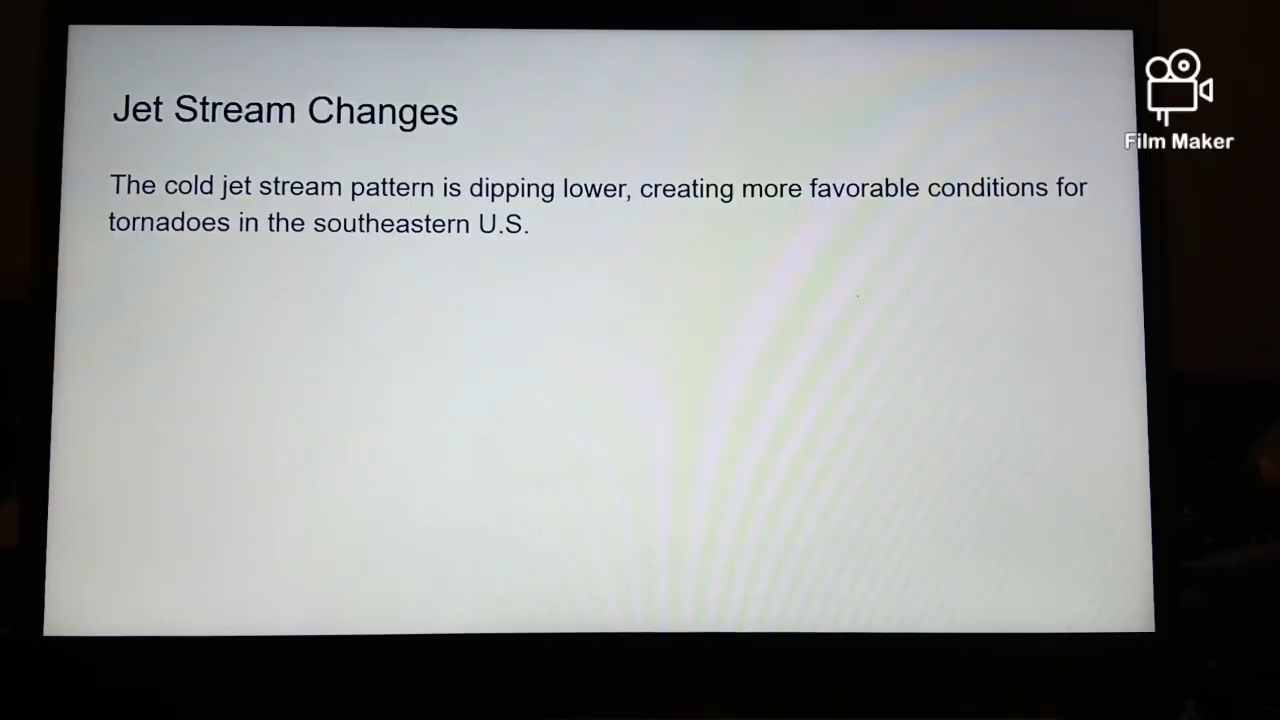 Jet Stream Changes
Film Maker
The cold jet stream pattern is dipping lower, creating more favorable conditions for
tornadoes in the southeastern U.S.